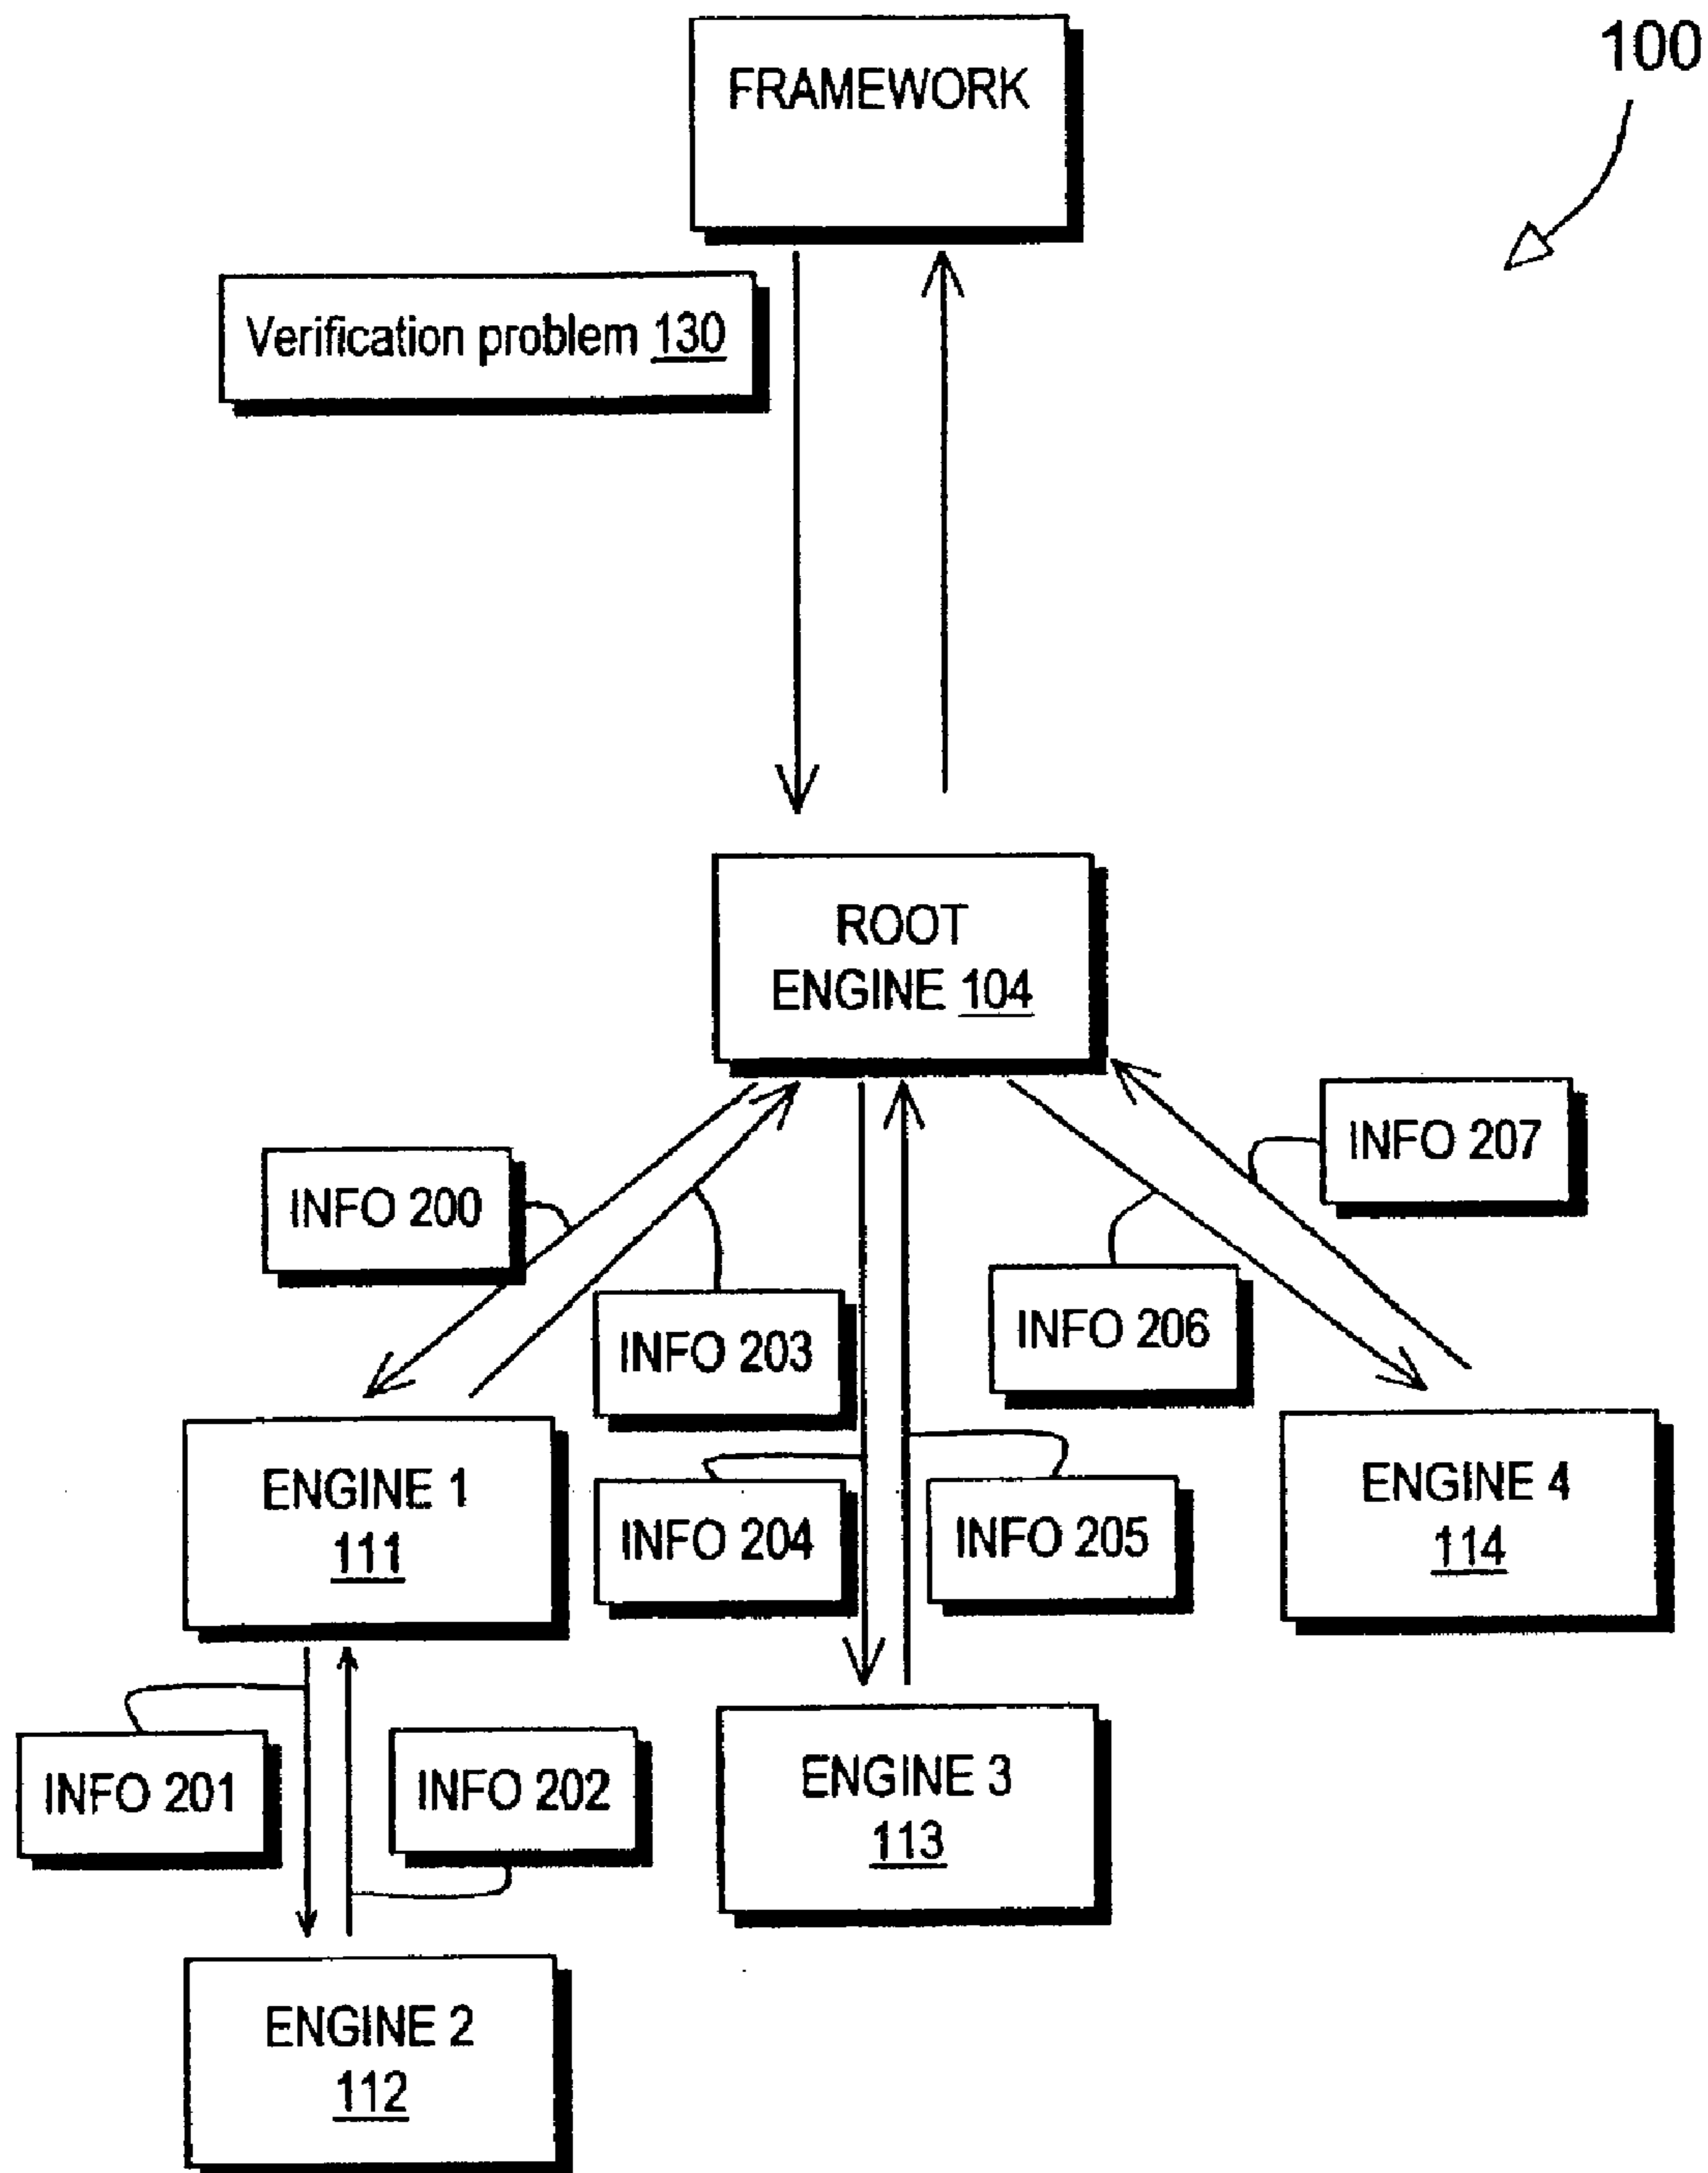 100
FRAMEWORK
Verification problem 130
ROOT
ENGINE 104
INFO 207
INFO 200
INFO 206
INFO 203
ENGINE 1
111
ENGINE 4
114
INFO 204
INFO 205
INFO 201
INFO 202
ENGINE 3
113
ENGINE 2
112